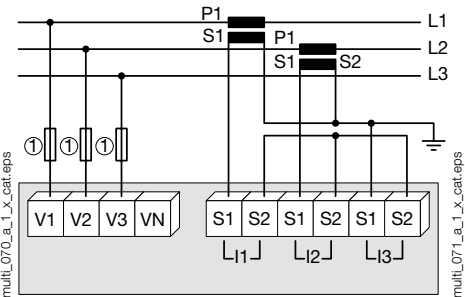 P1 L1
S1 P1 L2
S1 S2 L3
① ① ①
V1 V2 V3 VN S1 S2 S1 S2 S1 S2
I1 I2 I3
multi_070_a_1_x_cat.eps
multi_071_a_1_x_cat.eps